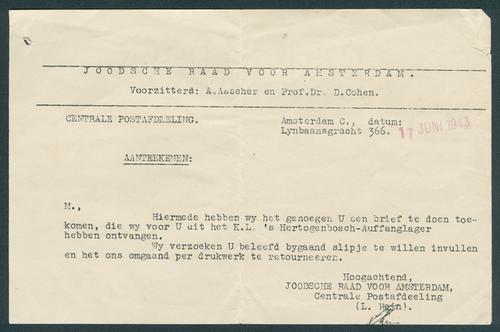 JOODSCHE RAAD VOOR AMSTERDAM.
Voorzitters: A.Asscher en Prof.Dr. D.Cohen.
CENTRALE POSTAFDEELING.
Amsterdam C., datum:
Lynbaansgracht 366.
17 JUNI 1943
AANTEEKENEN:
M.,
Hiermede hebben wy het genoegen U een brief te doen toe-
komen, die wy voor U uit het K.L. 's Hertogenbosch-Auffanglager
hebben ontvangen.
Wy verzoeken U beleefd bygaand slipje te willen invullen
en het ons omgaand per drukwerk te retourneeren.
Hoogachtend,
JOODSCHE RAAD VOOR AMSTERDAM,
Centrale Postafdeeling
(L. Hein).